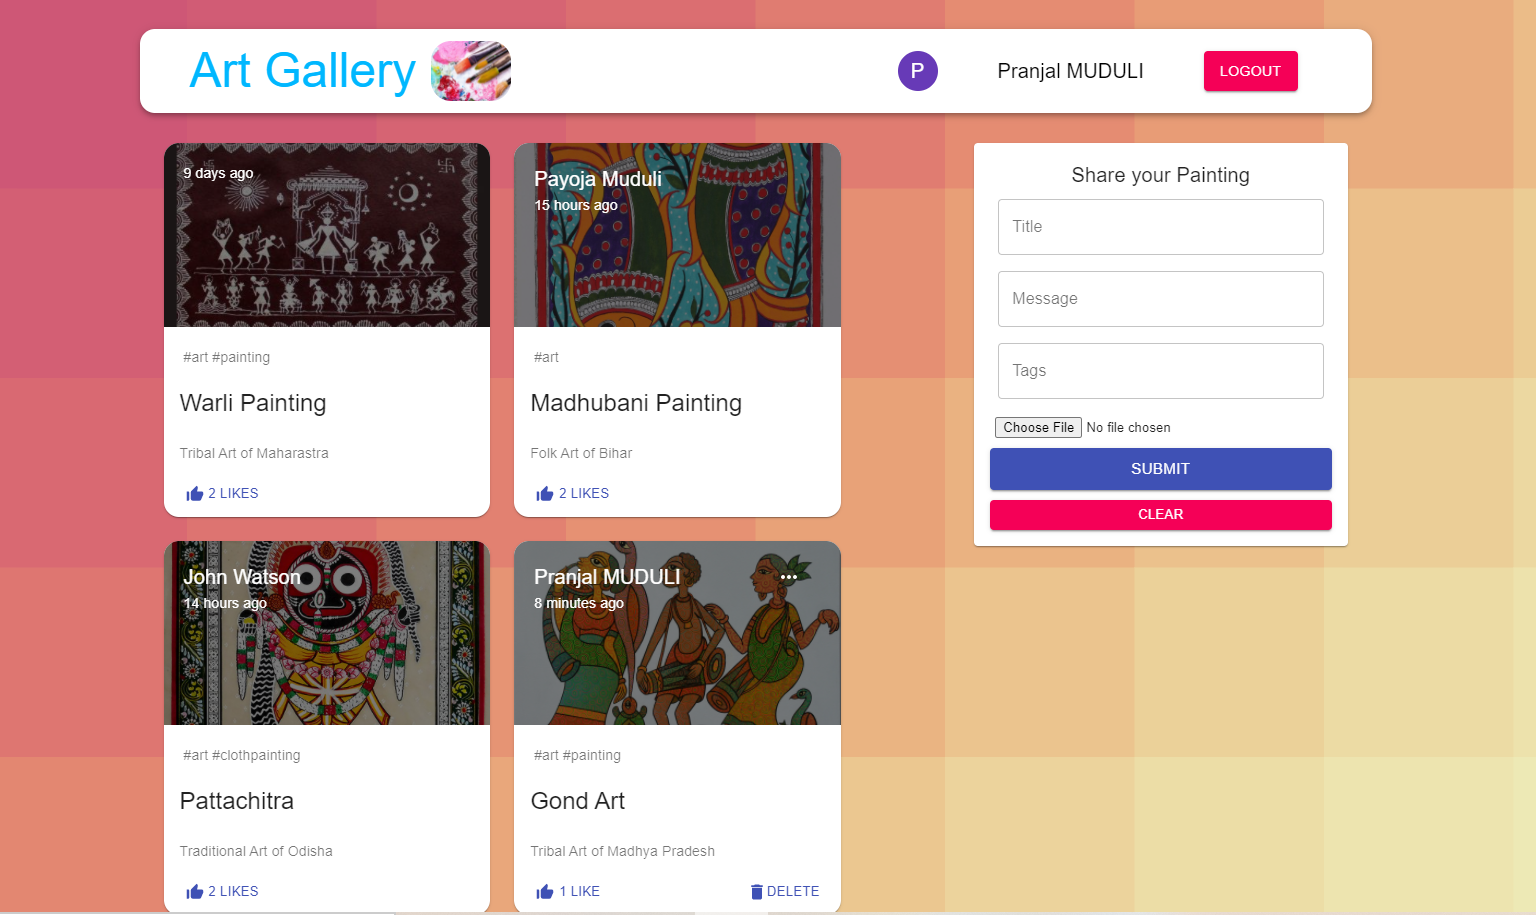 Art Gallery
P
Pranjal MUDULI
LOGOUT
9 days ago
#art #painting
Warli Painting
Tribal Art of Maharastra
2 LIKES
Payoja Muduli
15 hours ago
#art
Madhubani Painting
Folk Art of Bihar
2 LIKES
John Watson
14 hours ago
#art #clothpainting
Pattachitra
Traditional Art of Odisha
2 LIKES
Pranjal MUDULI
8 minutes ago
#art #painting
Gond Art
Tribal Art of Madhya Pradesh
1 LIKE
DELETE
Share your Painting
Title
Message
Tags
Choose File No file chosen
SUBMIT
CLEAR